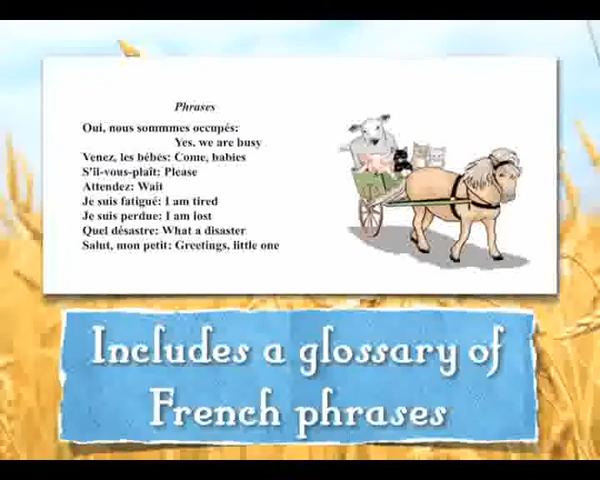 Phrases
Oui, nous sommmes occupés:
Yes, we are busy
Venez, les bébés: Come, babies
S'il-vous-plaît: Please
Attendez: Wait
Je suis fatigué: I am tired
Je suis perdue: I am lost
Quel désastre: What a disaster
Salut, mon petit: Greetings, little one
Includes a glossary of
French phrases